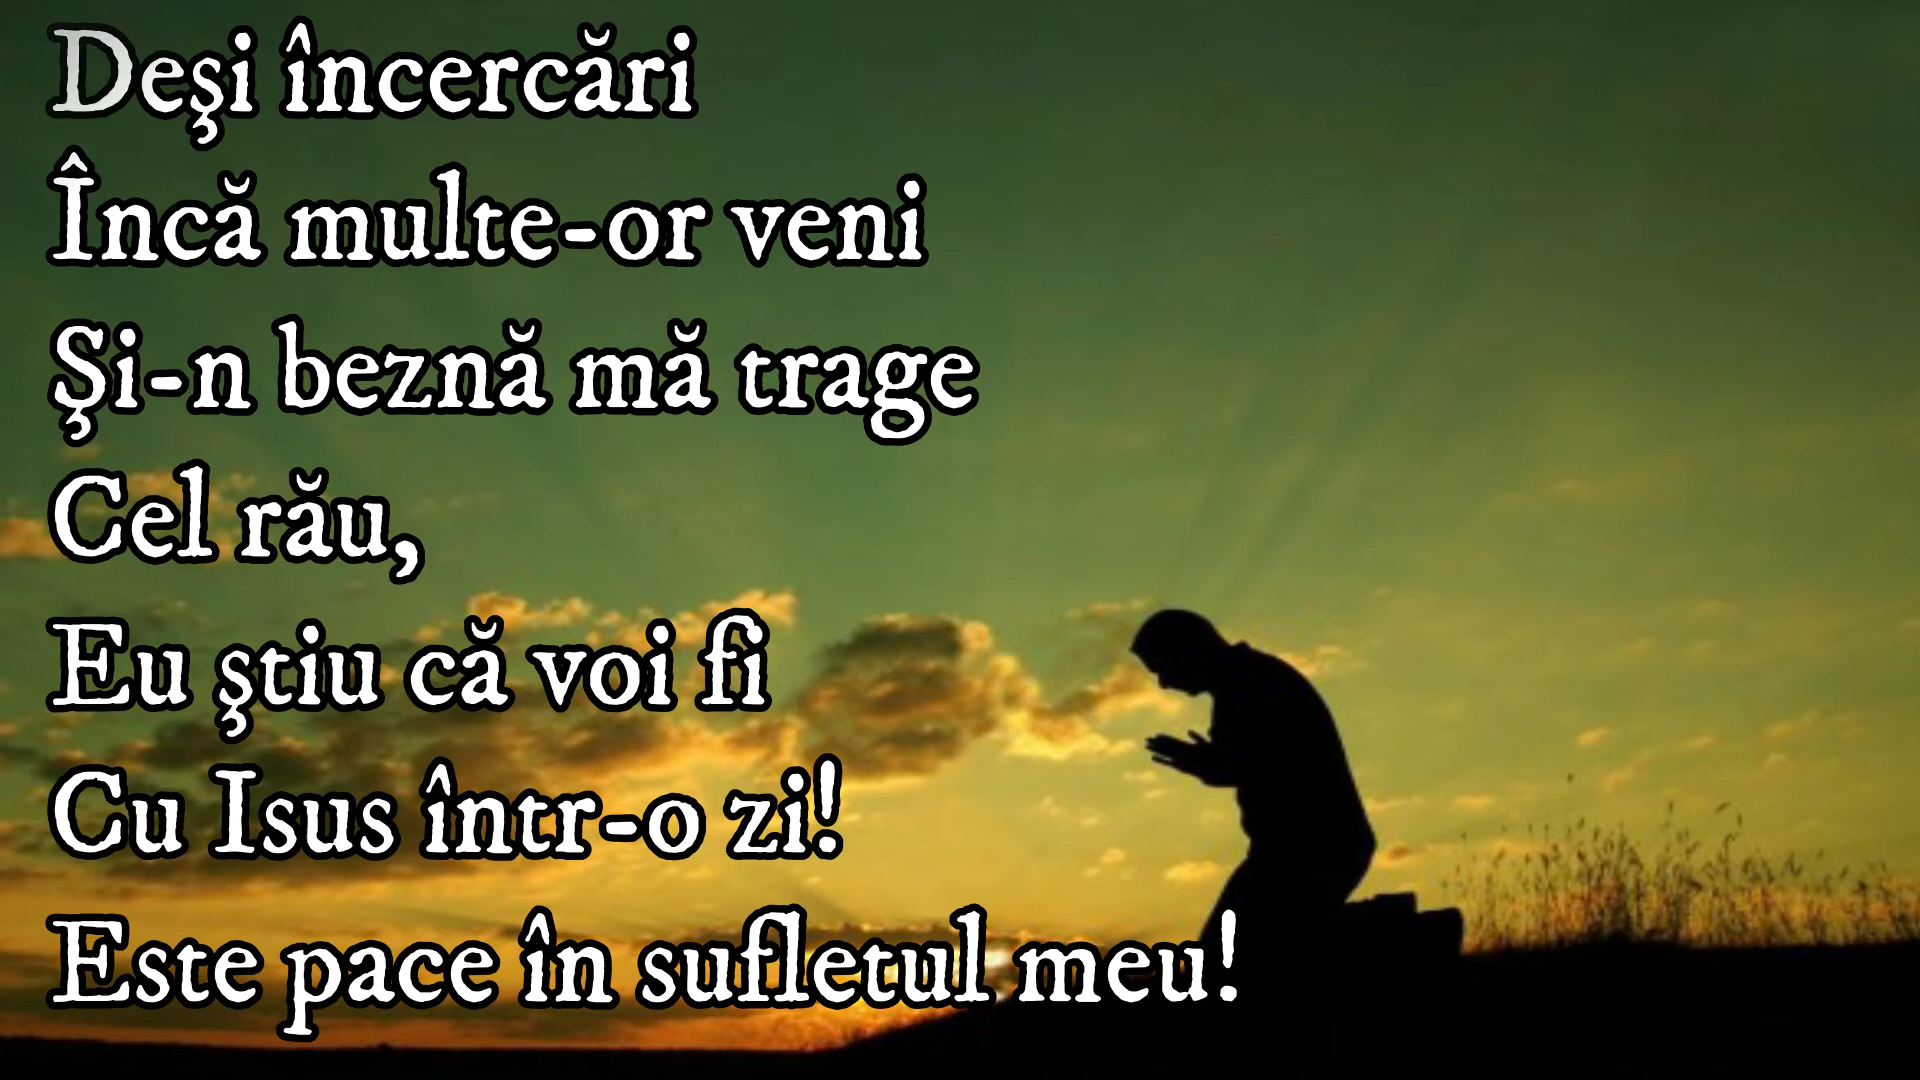 Deşi încercări
Încă multe-or veni
Şi-n beznă mă trage
Cel rău,
Eu ştiu că voi fi
Cu Isus într-o zi!
Este pace în sufletul meu!